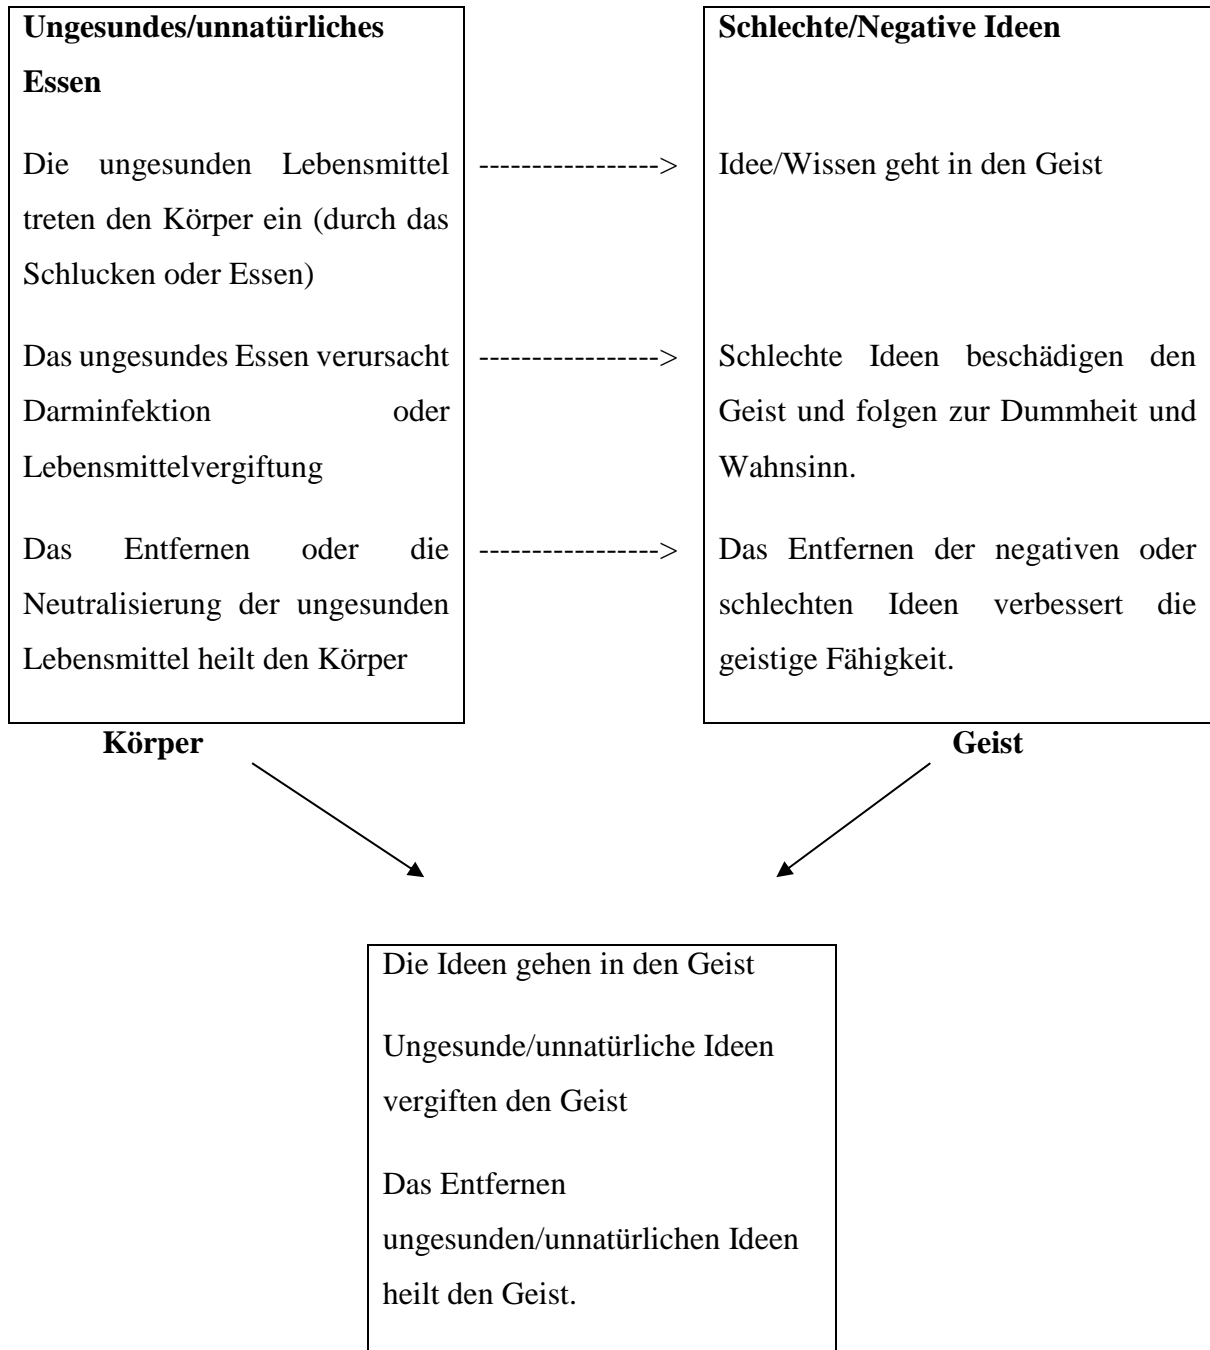 Ungesundes/unnatürliches
Essen
Die ungesunden Lebensmittel
treten den Körper ein (durch das
Schlucken oder Essen)
Das ungesundes Essen verursacht
Darminfektion oder
Lebensmittelvergiftung
Das Entfernen oder die
Neutralisierung der ungesunden
Lebensmittel heilt den Körper
----------------->
----------------->
----------------->
Schlechte/Negative Ideen
Idee/Wissen geht in den Geist
Schlechte Ideen beschädigen den
Geist und folgen zur Dummheit und
Wahnsinn.
Das Entfernen der negativen oder
schlechten Ideen verbessert die
geistige Fähigkeit.
Körper
Geist
Die Ideen gehen in den Geist
Ungesunde/unnatürliche Ideen
vergiften den Geist
Das Entfernen
ungesunden/unnatürlichen Ideen
heilt den Geist.